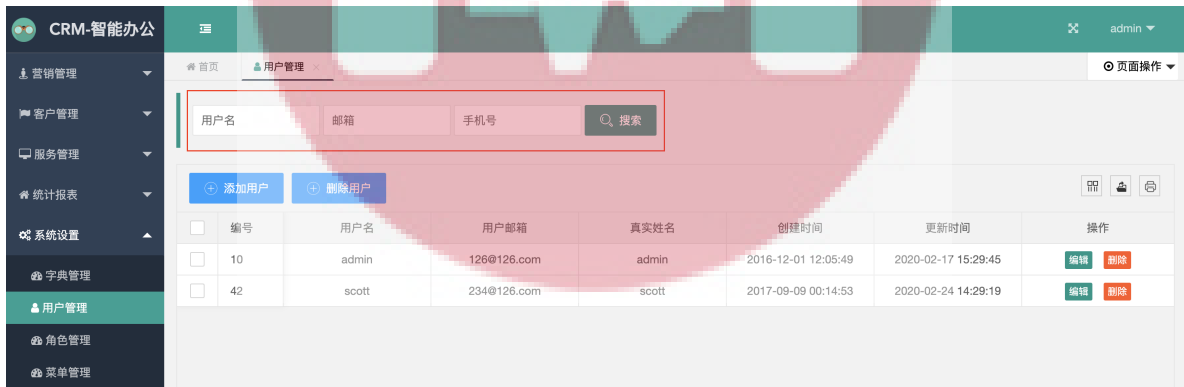 CRM-智能办公
admin
首页 用户管理 ×
页面操作
营销管理
客户管理
服务管理
统计报表
系统设置
字典管理
用户管理
角色管理
菜单管理
用户名 邮箱 手机号 搜索
添加用户 删除用户
编号 用户名 用户邮箱 真实姓名 创建时间 更新时间 操作
10 admin 126@126.com admin 2016-12-01 12:05:49 2020-02-17 15:29:45 编辑 删除
42 scott 234@126.com scott 2017-09-09 00:14:53 2020-02-24 14:29:19 编辑 删除